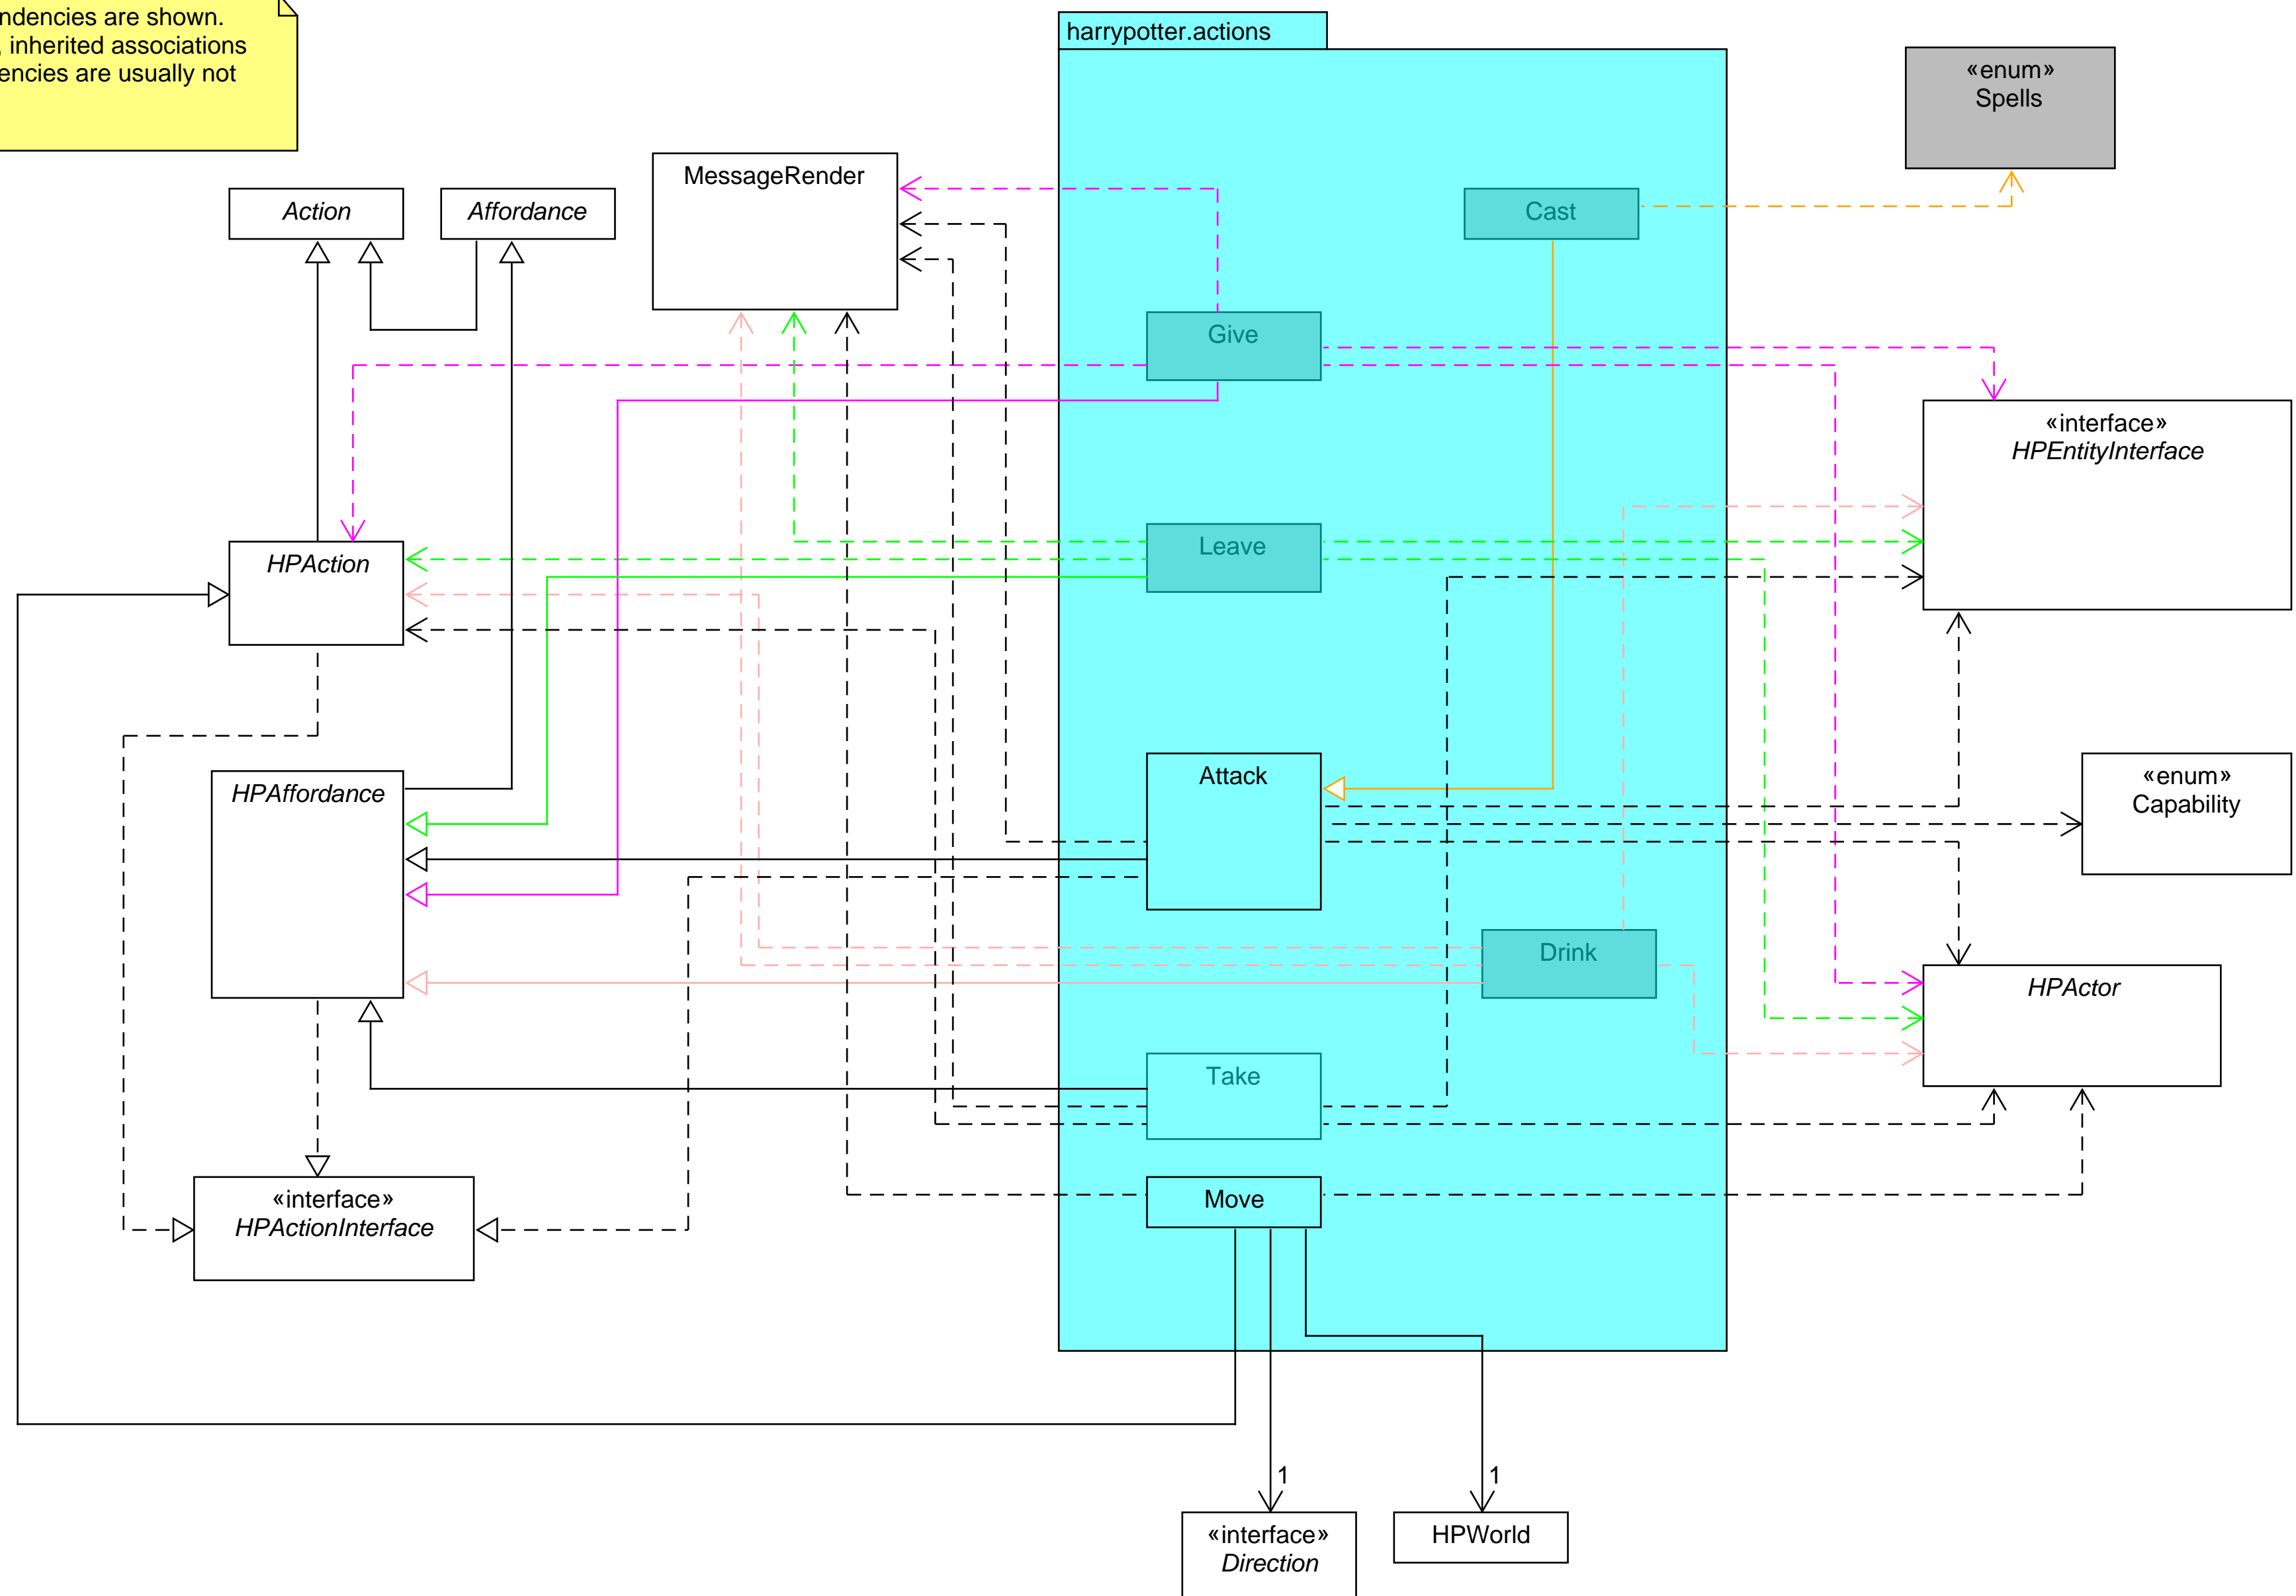 ndencies are shown.
, inherited associations
encies are usually not
harrypotter.actions
«enum»
Spells
MessageRender
Action
Affordance
Cast
Give
«interface»
HPEntityInterface
Leave
HPAction
Attack
«enum»
Capability
HPAffordance
Drink
HPActor
Take
«interface»
HPActionInterface
Move
1
1
«interface»
Direction
HPWorld